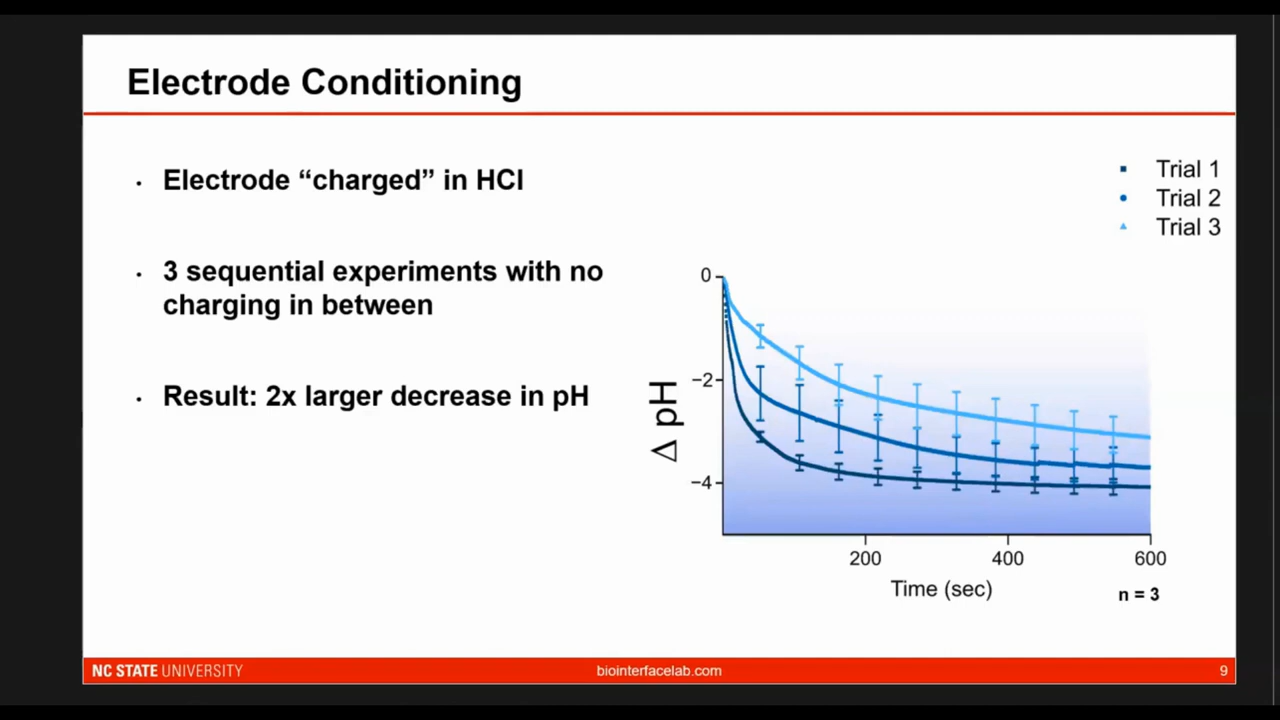 Electrode Conditioning
· Electrode “charged” in HCl
· 3 sequential experiments with no
charging in between
· Result: 2x larger decrease in pH
Trial 1
Trial 2
Trial 3
0
−2
−4
Δ pH
200
400
600
Time (sec)
n = 3
NC STATE UNIVERSITY
biointerfacelab.com
9